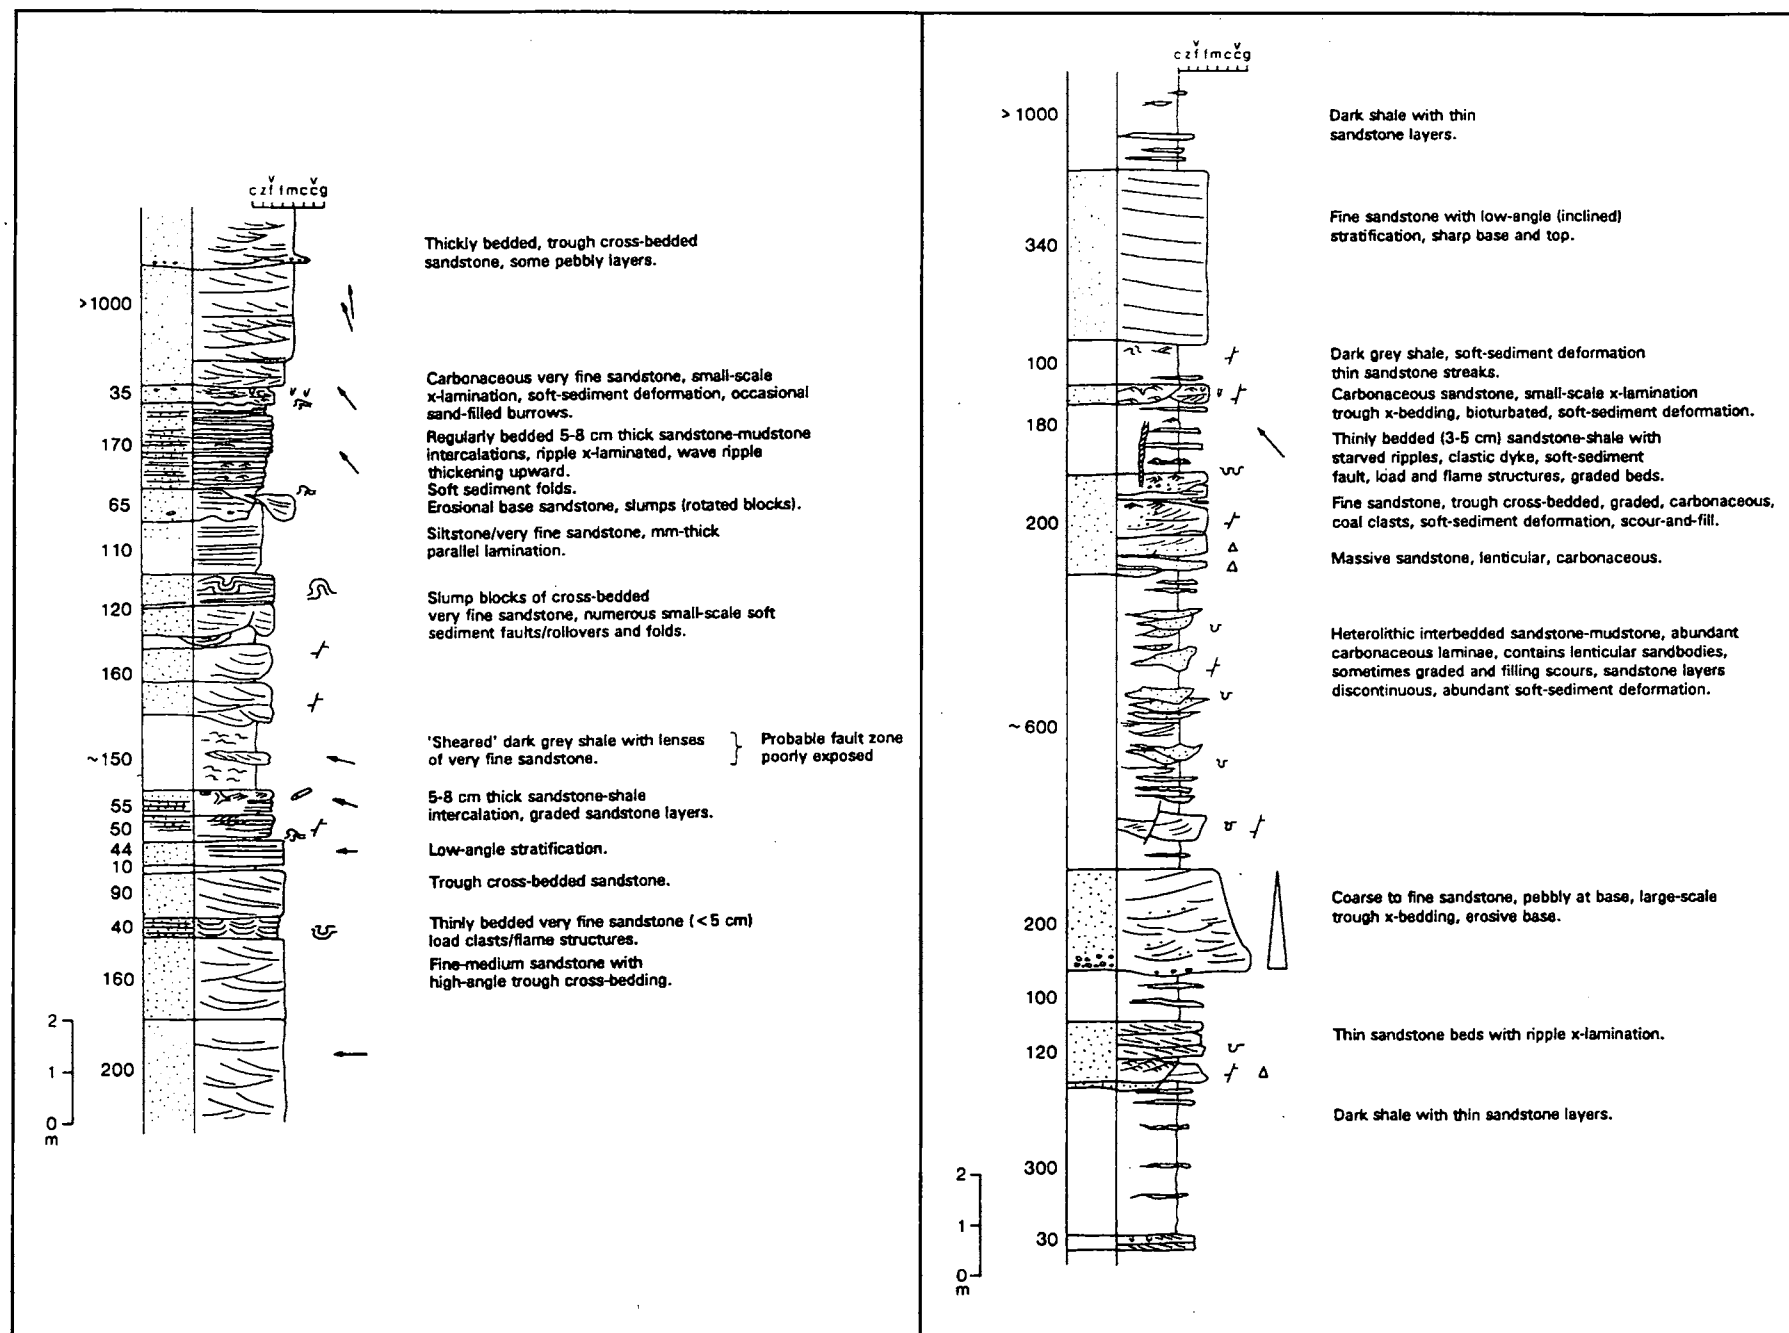 v v
c z f f m c c g
Thickly bedded, trough cross-bedded
sandstone, some pebbly layers.
>1000
35
Carbonaceous very fine sandstone, small-scale
x-lamination, soft-sediment deformation, occasional
sand-filled burrows.
170
Regularly bedded 5-8 cm thick sandstone-mudstone
intercalations, ripple x-laminated, wave ripple
thickening upward.
Soft sediment folds.
65
Erosional base sandstone, slumps (rotated blocks).
110
Siltstone/very fine sandstone, mm-thick
parallel lamination.
120
Slump blocks of cross-bedded
very fine sandstone, numerous small-scale soft
sediment faults/rollovers and folds.
160
~150
'Sheared' dark grey shale with lenses
of very fine sandstone.
Probable fault zone
poorly exposed
55
5-8 cm thick sandstone-shale
intercalation, graded sandstone layers.
50
44
Low-angle stratification.
10
90
Trough cross-bedded sandstone.
40
Thinly bedded very fine sandstone (<5 cm)
load clasts/flame structures.
160
Fine-medium sandstone with
high-angle trough cross-bedding.
200
2
1
0
m
v v
c z f f m c c g
>1000
Dark shale with thin
sandstone layers.
340
Fine sandstone with low-angle (inclined)
stratification, sharp base and top.
100
Dark grey shale, soft-sediment deformation
thin sandstone streaks.
Carbonaceous sandstone, small-scale x-lamination
trough x-bedding, bioturbated, soft-sediment deformation.
180
Thinly bedded (3-5 cm) sandstone-shale with
starved ripples, clastic dyke, soft-sediment
fault, load and flame structures, graded beds.
200
Fine sandstone, trough cross-bedded, graded, carbonaceous,
coal clasts, soft-sediment deformation, scour-and-fill.
Massive sandstone, lenticular, carbonaceous.
~600
Heterolithic interbedded sandstone-mudstone, abundant
carbonaceous laminae, contains lenticular sandbodies,
sometimes graded and filling scours, sandstone layers
discontinuous, abundant soft-sediment deformation.
200
Coarse to fine sandstone, pebbly at base, large-scale
trough x-bedding, erosive base.
100
120
Thin sandstone beds with ripple x-lamination.
Dark shale with thin sandstone layers.
300
30
2
1
0
m